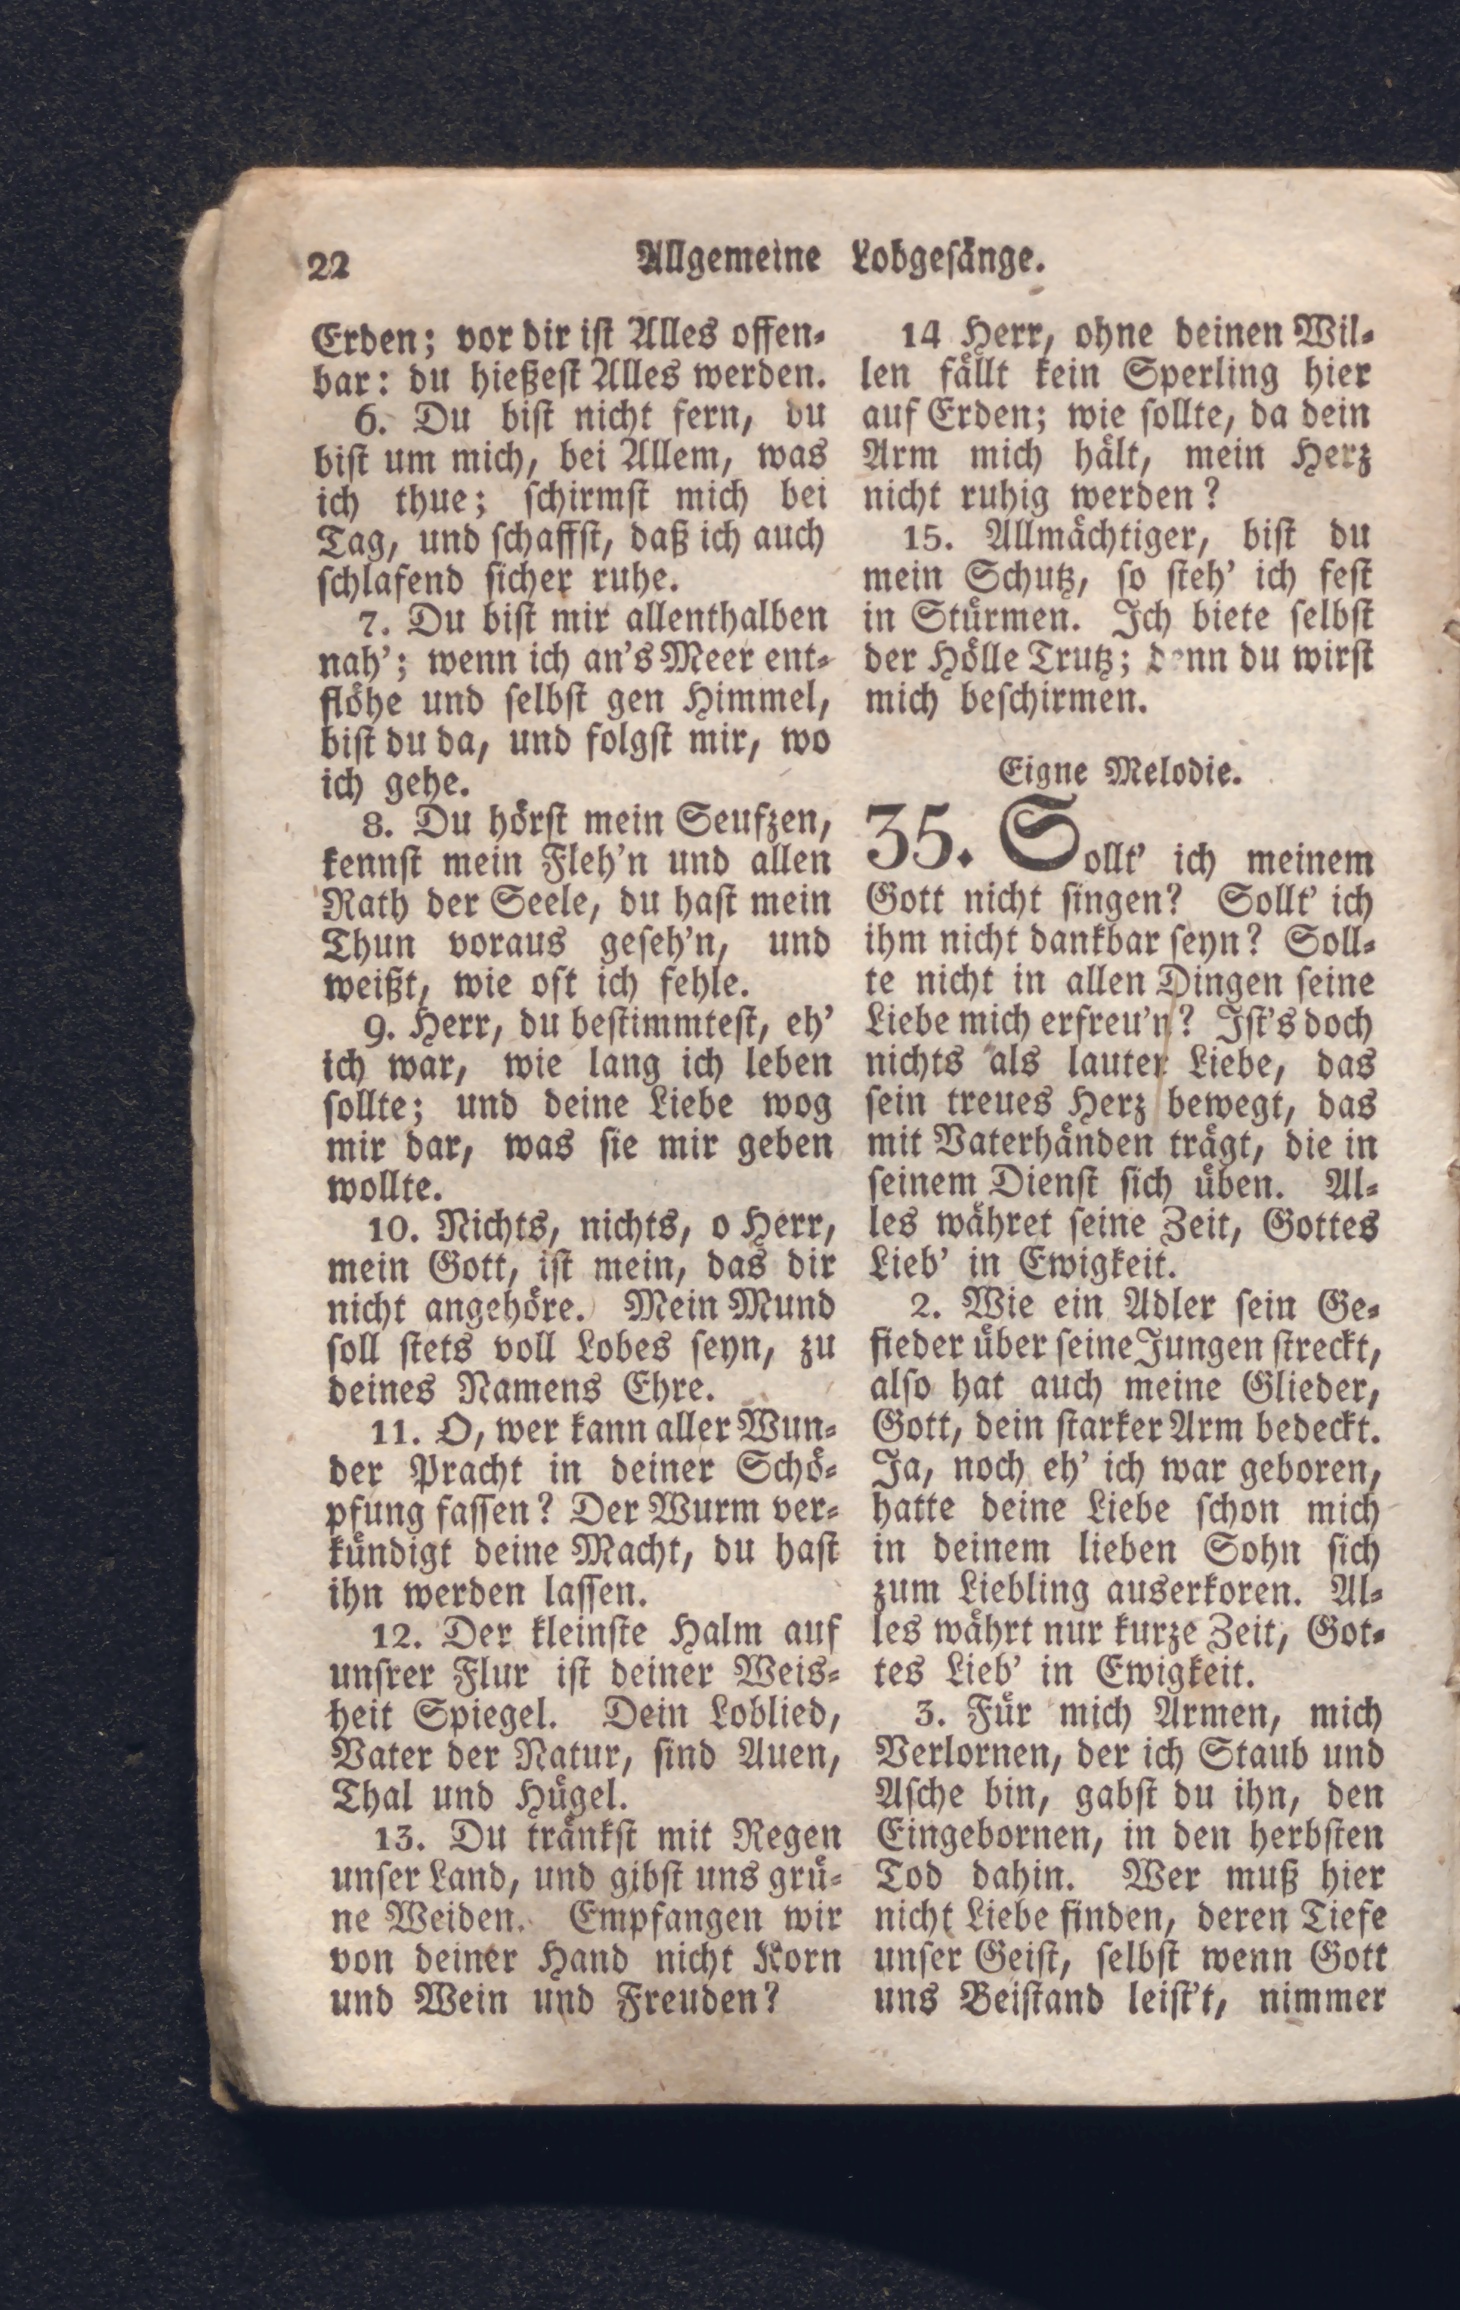 22 Allgemeine Lobgesänge.
Erden; vor dir ist Alles offen-
bar: du hießest Alles werden.
6. Du bist nicht fern, du
bist um mich, bei Allem, was
ich thue; schirmst mich bei
Tag, und schaffst, daß ich auch
schlafend sicher ruhe.
7. Du bist mir allenthalben
nah'; wenn ich an's Meer ent-
flöhe und selbst gen Himmel,
bist du da, und folgst mir, wo
ich gehe.
8. Du hörst mein Seufzen,
kennst mein Fleh'n und allen
Rath der Seele, du hast mein
Thun voraus geseh'n, und
weißt, wie oft ich fehle.
9. Herr, du bestimmtest, eh'
ich war, wie lang ich leben
sollte; und deine Liebe wog
mir dar, was sie mir geben
wollte.
10. Nichts, nichts, o Herr,
mein Gott, ist mein, das dir
nicht angehöre. Mein Mund
soll stets voll Lobes seyn, zu
deines Namens Ehre.
11. O, wer kann aller Wun-
der Pracht in deiner Schö-
pfung fassen? Der Wurm ver-
kündigt deine Macht, du hast
ihn werden lassen.
12. Der kleinste Halm auf
unsrer Flur ist deiner Weis-
heit Spiegel. Dein Loblied,
Vater der Natur, sind Auen,
Thal und Hügel.
13. Du tränkst mit Regen
unser Land, und gibst uns grü-
ne Weiden. Empfangen wir
von deiner Hand nicht Korn
und Wein und Freuden?
14 Herr, ohne deinen Wil-
len fällt kein Sperling hier
auf Erden; wie sollte, da dein
Arm mich hält, mein Herz
nicht ruhig werden?
15. Allmächtiger, bist du
mein Schutz, so steh' ich fest
in Stürmen. Ich biete selbst
der Hölle Trutz; denn du wirst
mich beschirmen.
Eigne Melodie.
35. Sollt' ich meinem
Gott nicht singen? Sollt' ich
ihm nicht dankbar seyn? Soll-
te nicht in allen Dingen seine
Liebe mich erfreu'n? Ist's doch
nichts als lauter Liebe, das
sein treues Herz bewegt, das
mit Vaterhänden trägt, die in
seinem Dienst sich üben. Al-
les währet seine Zeit, Gottes
Lieb' in Ewigkeit.
2. Wie ein Adler sein Ge-
fieder über seine Jungen streckt,
also hat auch meine Glieder,
Gott, dein starker Arm bedeckt.
Ja, noch eh' ich war geboren,
hatte deine Liebe schon mich
in deinem lieben Sohn sich
zum Liebling auserkoren. Al-
les währt nur kurze Zeit, Got-
tes Lieb' in Ewigkeit.
3. Für mich Armen, mich
Verlornen, der ich Staub und
Asche bin, gabst du ihn, den
Eingebornen, in den herbsten
Tod dahin. Wer muß hier
nicht Liebe finden, deren Tiefe
unser Geist, selbst wenn Gott
uns Beistand leist't, nimmer